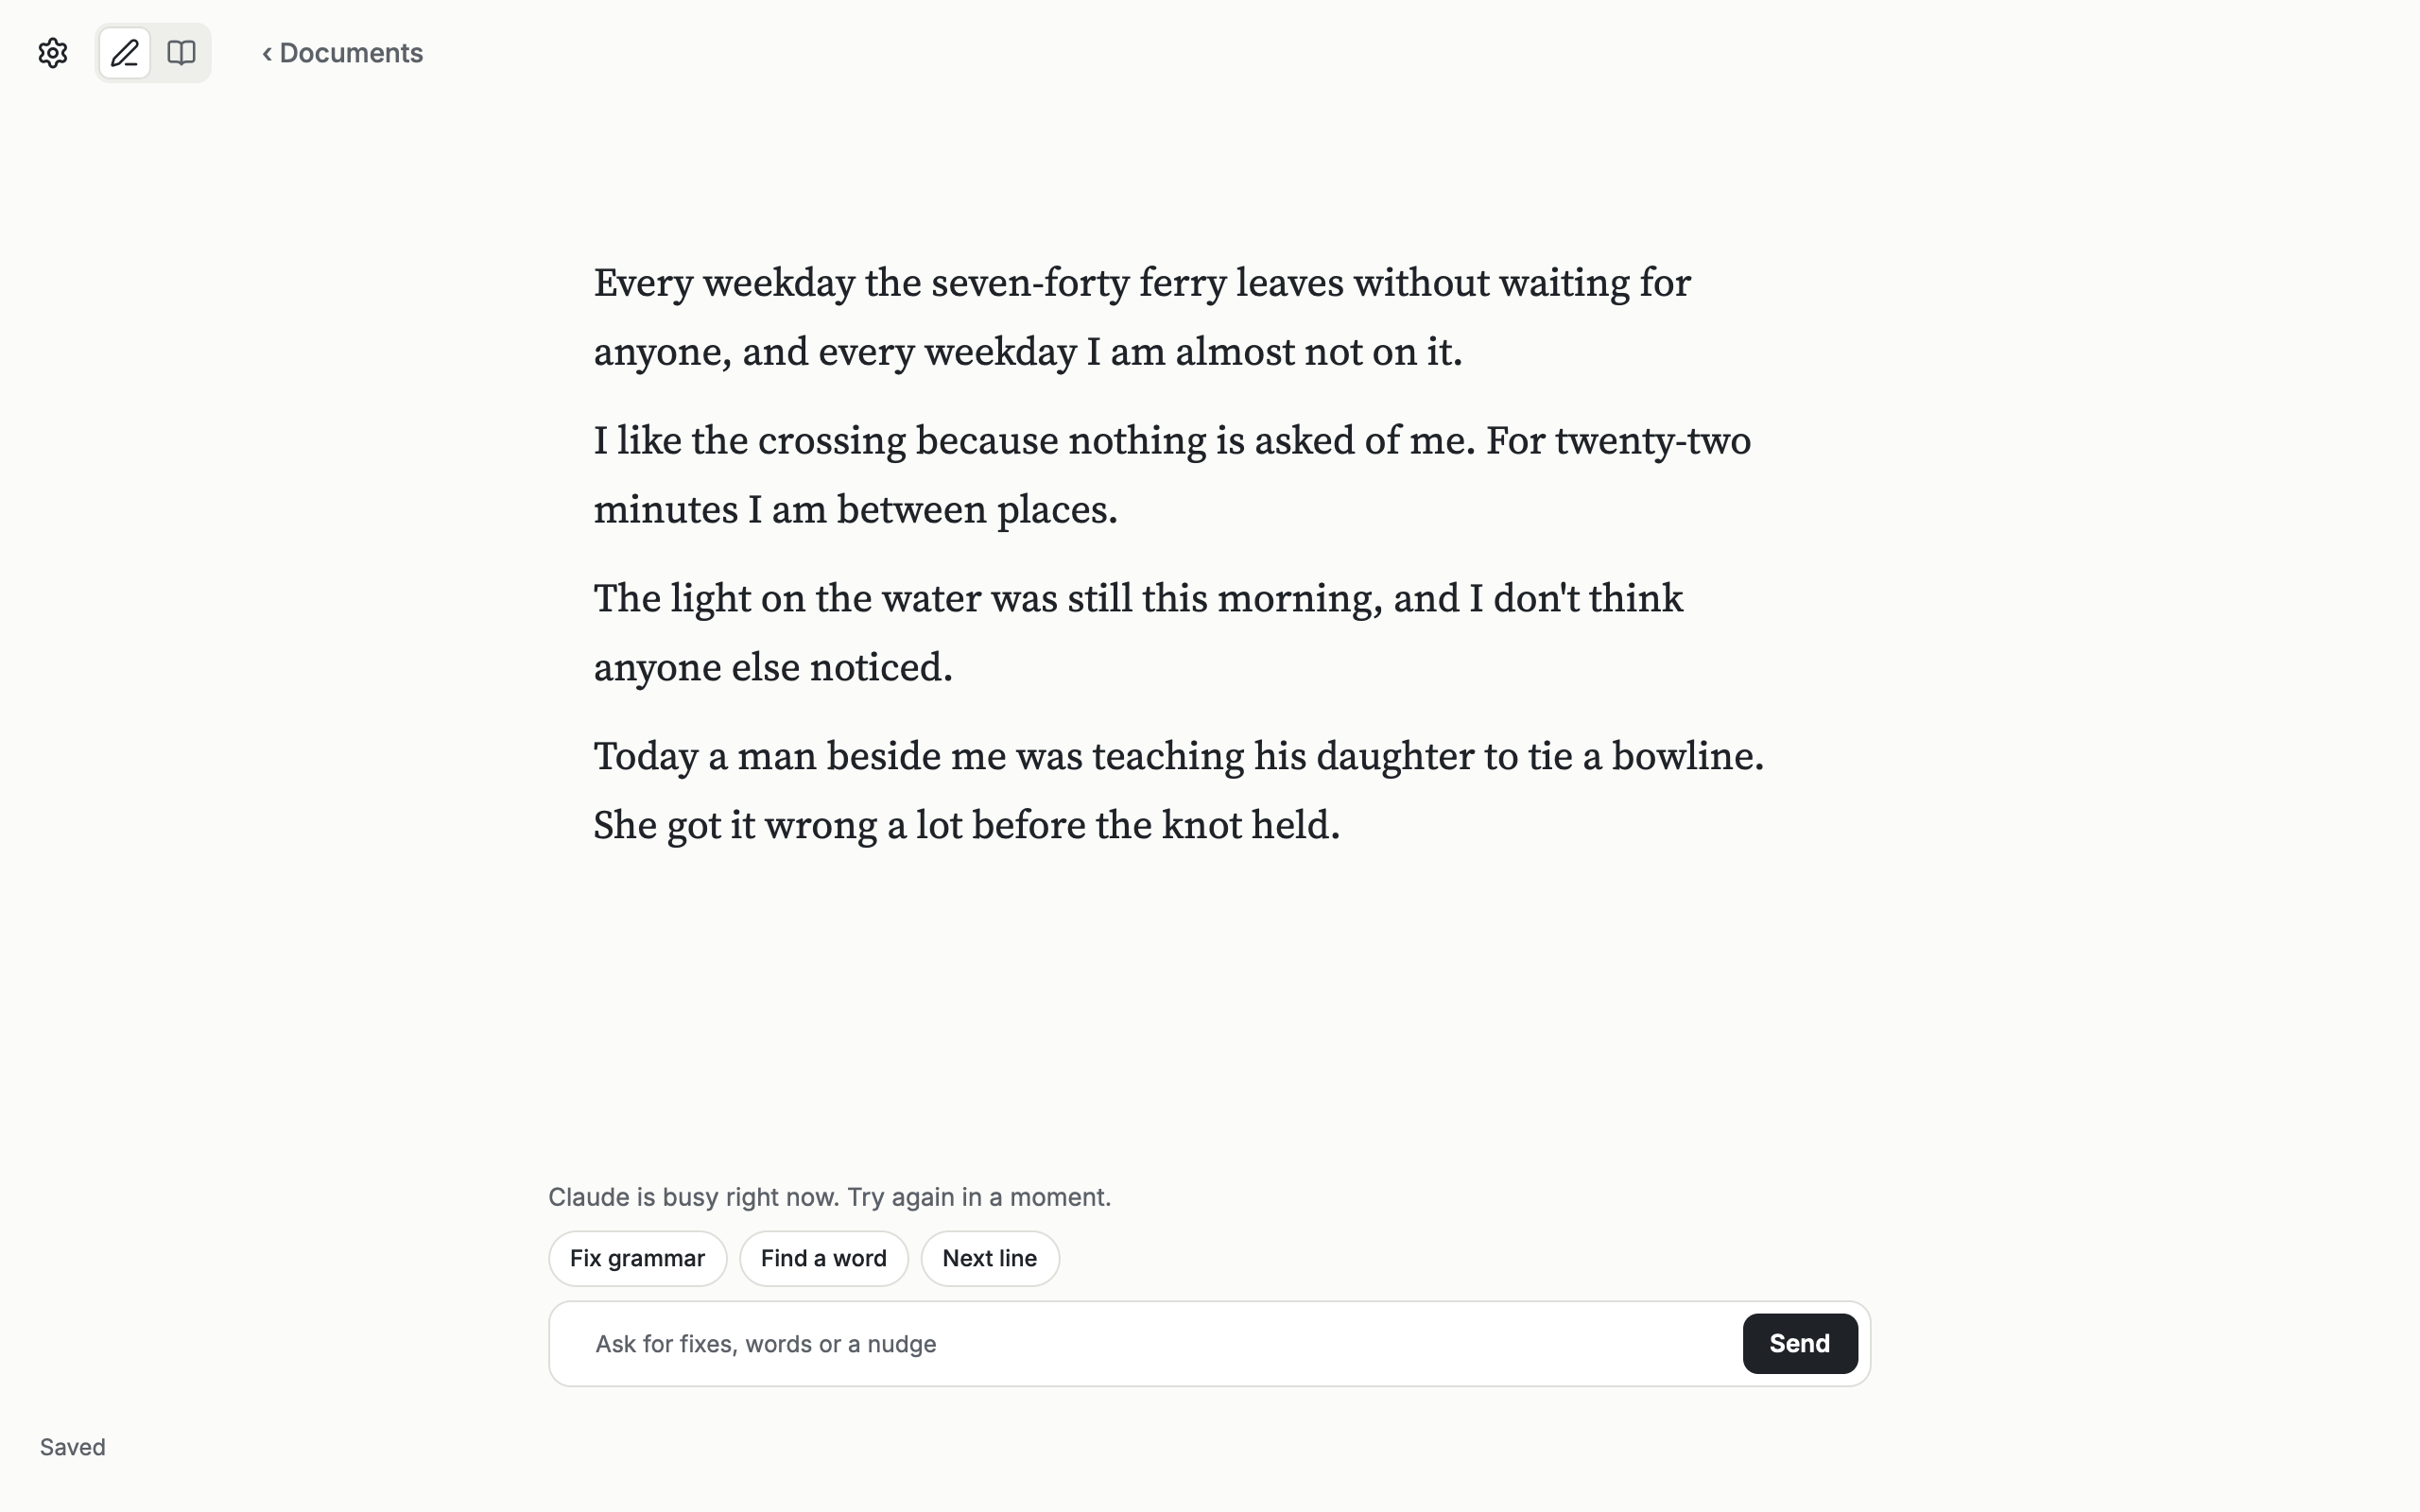 ‹ Documents
Every weekday the seven-forty ferry leaves without waiting for
anyone, and every weekday I am almost not on it.
I like the crossing because nothing is asked of me. For twenty-two
minutes I am between places.
The light on the water was still this morning, and I don't think
anyone else noticed.
Today a man beside me was teaching his daughter to tie a bowline.
She got it wrong a lot before the knot held.
Claude is busy right now. Try again in a moment.
Fix grammar Find a word Next line
Ask for fixes, words or a nudge Send
Saved